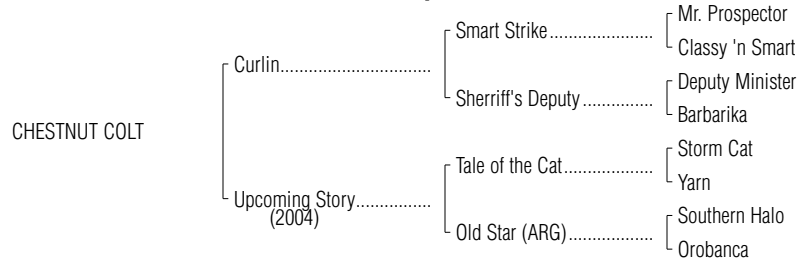 Mr. Prospector
Smart Strike......................
Classy 'n Smart
Curlin................................
Deputy Minister
Sherriff's Deputy ...............
Barbarika
CHESTNUT COLT
Storm Cat
Tale of the Cat...................
Yarn
Upcoming Story................
(2004)
Southern Halo
Old Star (ARG)..................
Orobanca